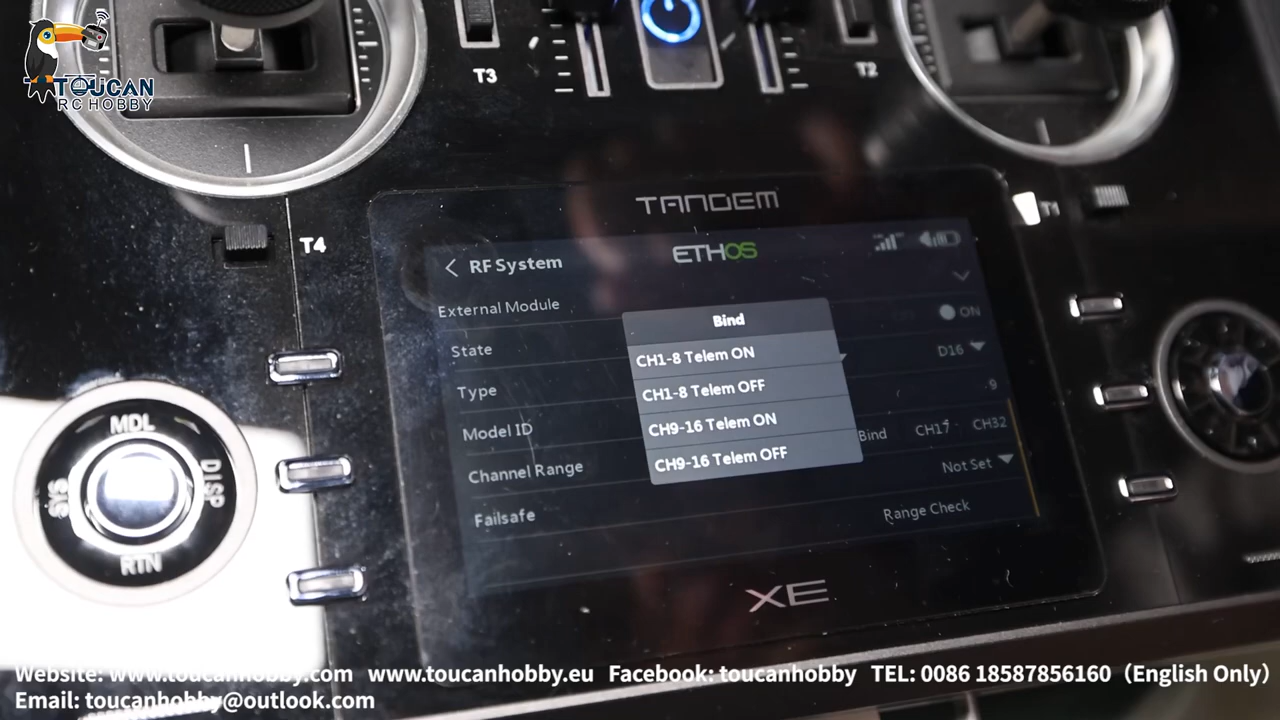 TOUCAN
RC HOBBY
T3
T2
T4
T1
TANDEM
ETHOS
RF System
External Module
State
ON
Type
D16
Model ID
9
Channel Range
Bind
CH17 - CH32
Failsafe
Not Set
Range Check
Bind
CH1-8 Telem ON
CH1-8 Telem OFF
CH9-16 Telem ON
CH9-16 Telem OFF
MDL
DISP
SYS
RTN
XE
Website: www.toucanhobby.com www.toucanhobby.eu Facebook: toucanhobby TEL: 0086 18587856160（English Only)
Email: toucanhobby@outlook.com